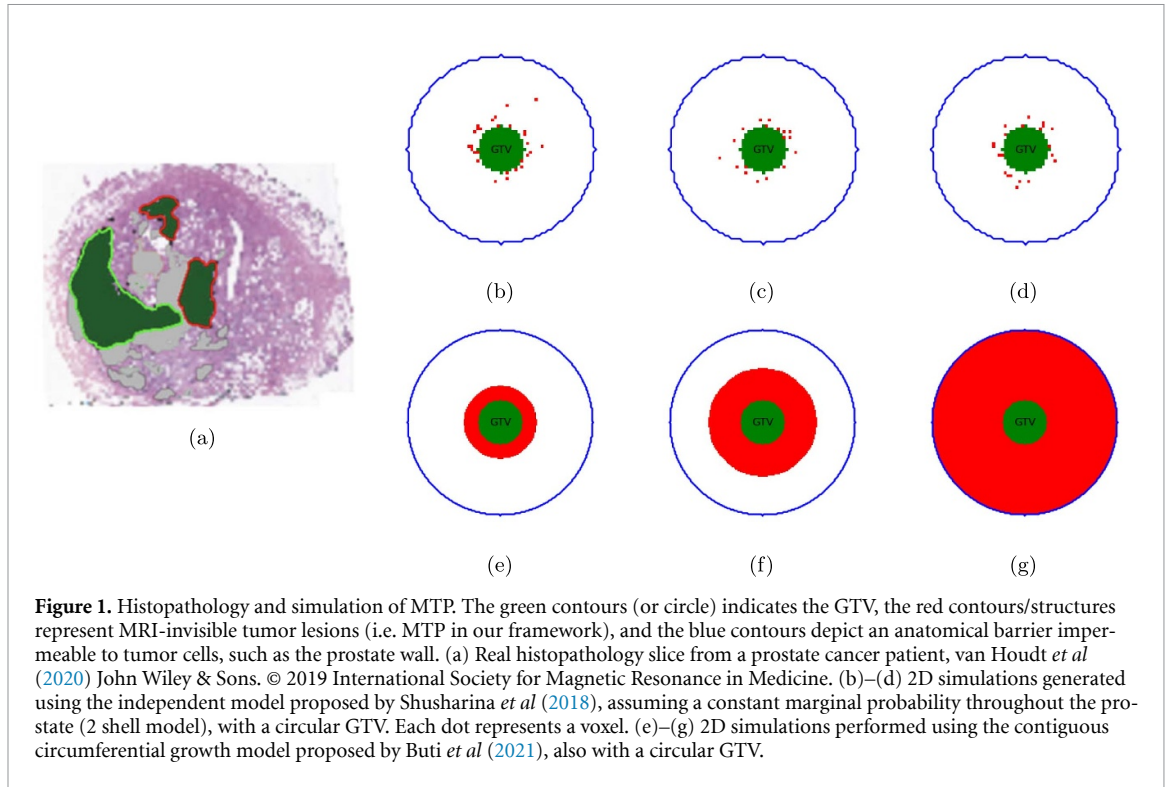 GTV
GTV
GTV
(b)
(c)
(d)
(a)
GTV
GTV
GTV
(e)
(f)
(g)
Figure 1. Histopathology and simulation of MTP. The green contours (or circle) indicates the GTV, the red contours/structures
represent MRI-invisible tumor lesions (i.e. MTP in our framework), and the blue contours depict an anatomical barrier imper-
meable to tumor cells, such as the prostate wall. (a) Real histopathology slice from a prostate cancer patient, van Houdt et al
(2020) John Wiley & Sons. © 2019 International Society for Magnetic Resonance in Medicine. (b)–(d) 2D simulations generated
using the independent model proposed by Shusharina et al (2018), assuming a constant marginal probability throughout the pro-
state (2 shell model), with a circular GTV. Each dot represents a voxel. (e)–(g) 2D simulations performed using the contiguous
circumferential growth model proposed by Buti et al (2021), also with a circular GTV.